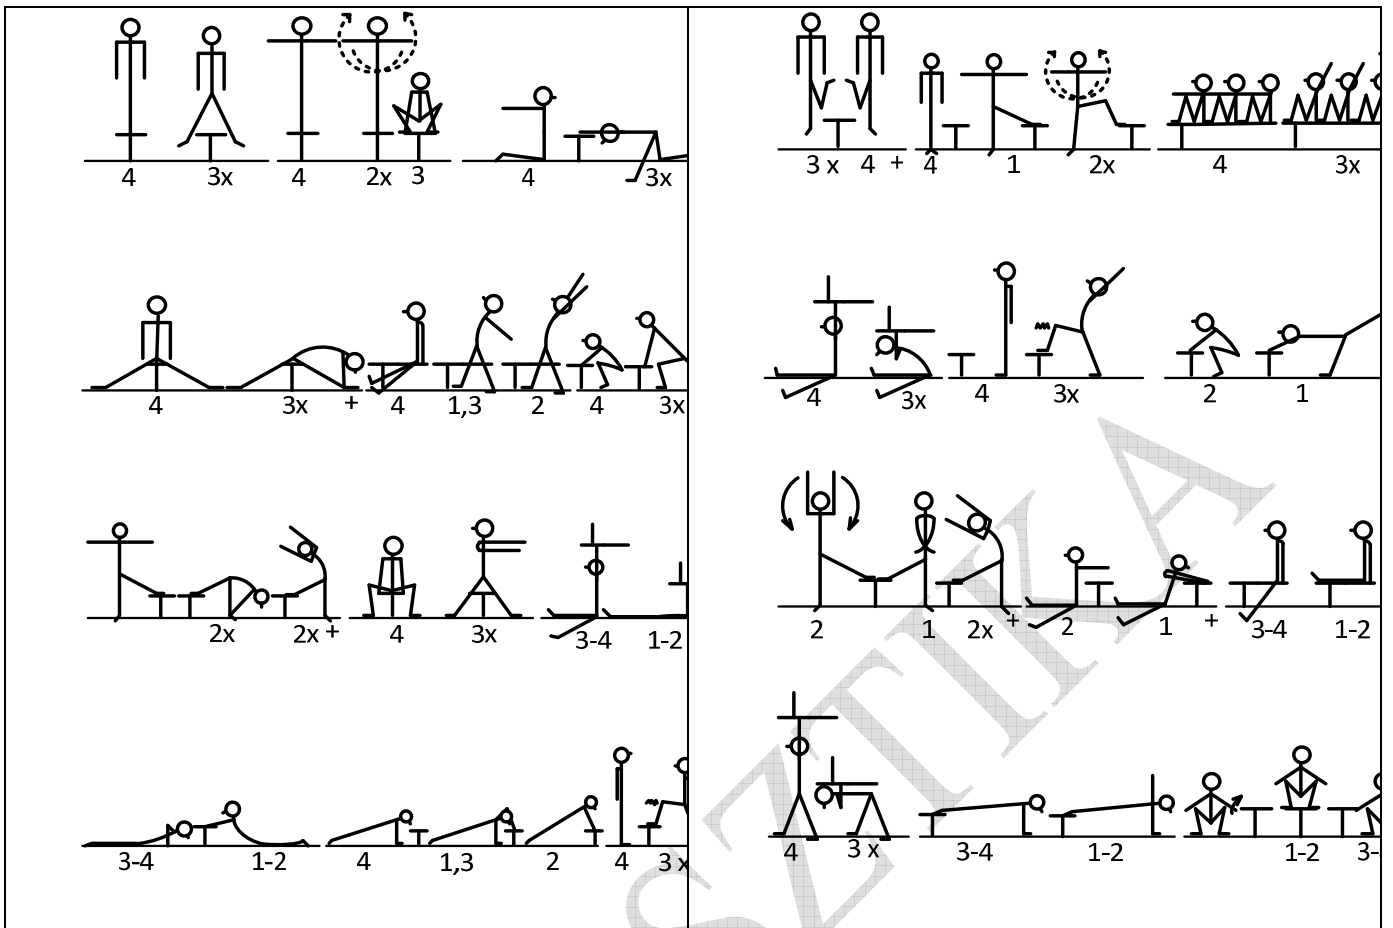 4 3x 4 2x 3 4 3x
4 3x + 4 1,3 2 4 3x
2x 2x + 4 3x 3-4 1-2
3-4 1-2 4 1,3 2 4 3 x
3 x 4 + 4 1 2x 4 3x
4 3x 4 3x 2 1
2 1 2x + 2 1 + 3-4 1-2
4 3 x 3-4 1-2 1-2
SZTIKA